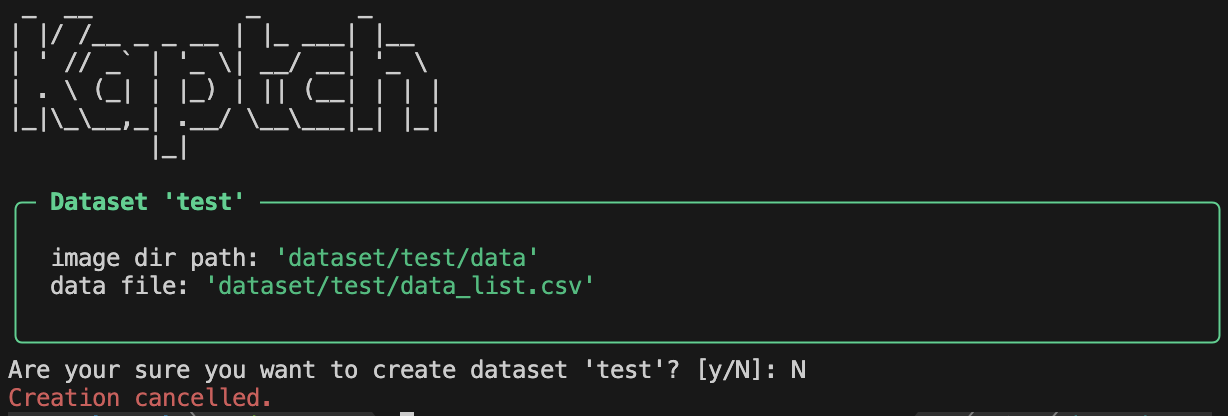 Kaptch
Dataset 'test'
image dir path: 'dataset/test/data'
data file: 'dataset/test/data_list.csv'
Are your sure you want to create dataset 'test'? [y/N]: N
Creation cancelled.